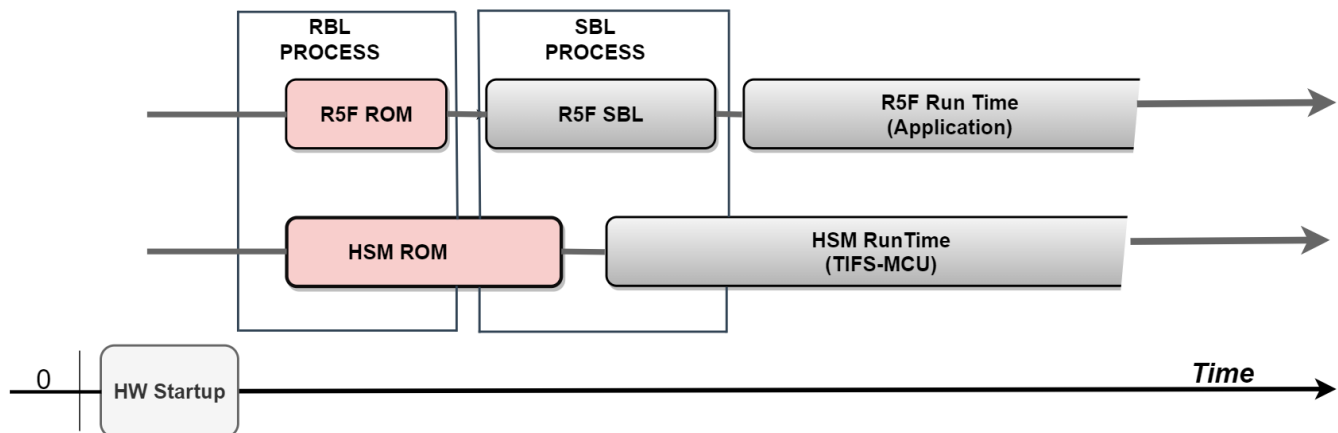 RBL
PROCESS
SBL
PROCESS
R5F ROM
R5F SBL
R5F Run Time
(Application)
HSM ROM
HSM RunTime
(TIFS-MCU)
0
HW Startup
Time